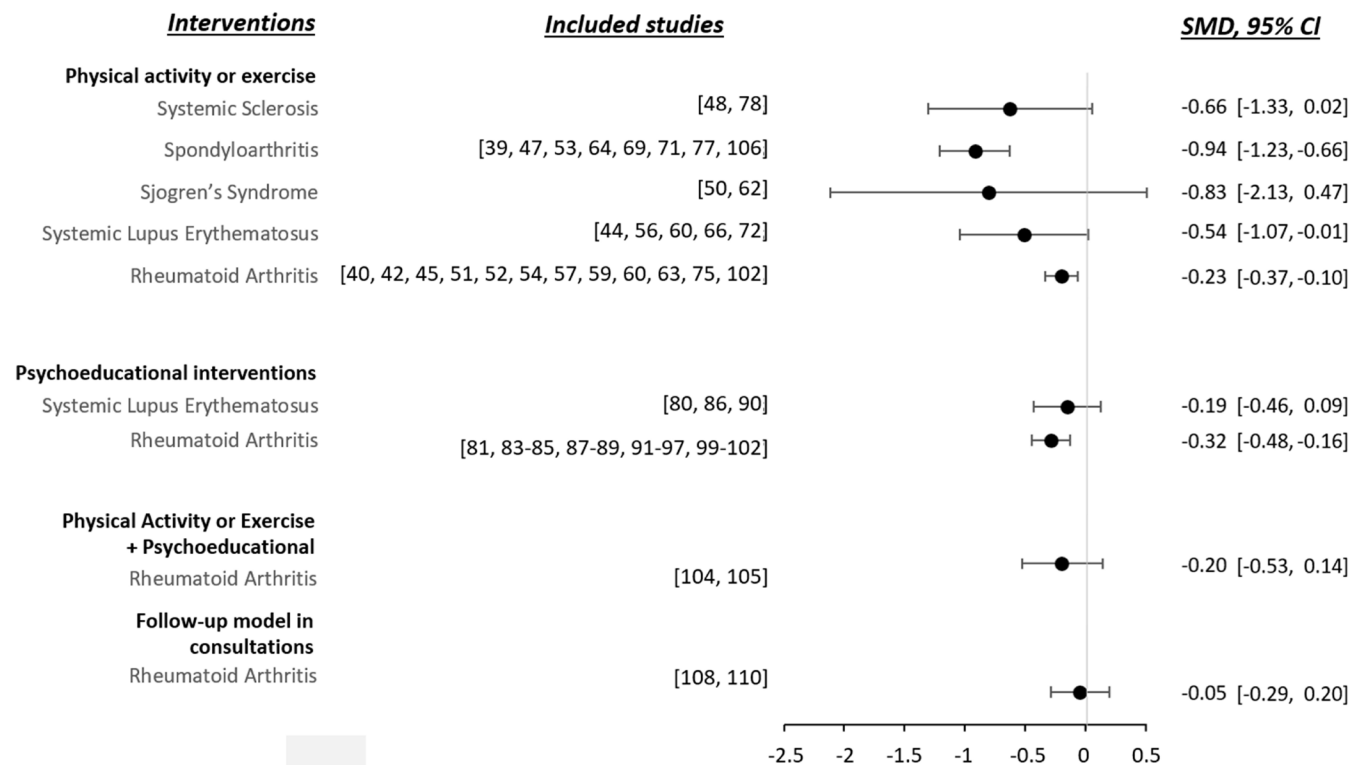 Interventions Included studies SMD, 95% CI
Physical activity or exercise
Systemic Sclerosis [48, 78] -0.66 [-1.33, 0.02]
Spondyloarthritis [39, 47, 53, 64, 69, 71, 77, 106] -0.94 [-1.23, -0.66]
Sjogren’s Syndrome [50, 62] -0.83 [-2.13, 0.47]
Systemic Lupus Erythematosus [44, 56, 60, 66, 72] -0.54 [-1.07, -0.01]
Rheumatoid Arthritis [40, 42, 45, 51, 52, 54, 57, 59, 60, 63, 75, 102] -0.23 [-0.37, -0.10]
Psychoeducational interventions
Systemic Lupus Erythematosus [80, 86, 90] -0.19 [-0.46, 0.09]
Rheumatoid Arthritis [81, 83-85, 87-89, 91-97, 99-102] -0.32 [-0.48, -0.16]
Physical Activity or Exercise
+ Psychoeducational
Rheumatoid Arthritis [104, 105] -0.20 [-0.53, 0.14]
Follow-up model in
consultations
Rheumatoid Arthritis [108, 110] -0.05 [-0.29, 0.20]
-2.5 -2 -1.5 -1 -0.5 0 0.5